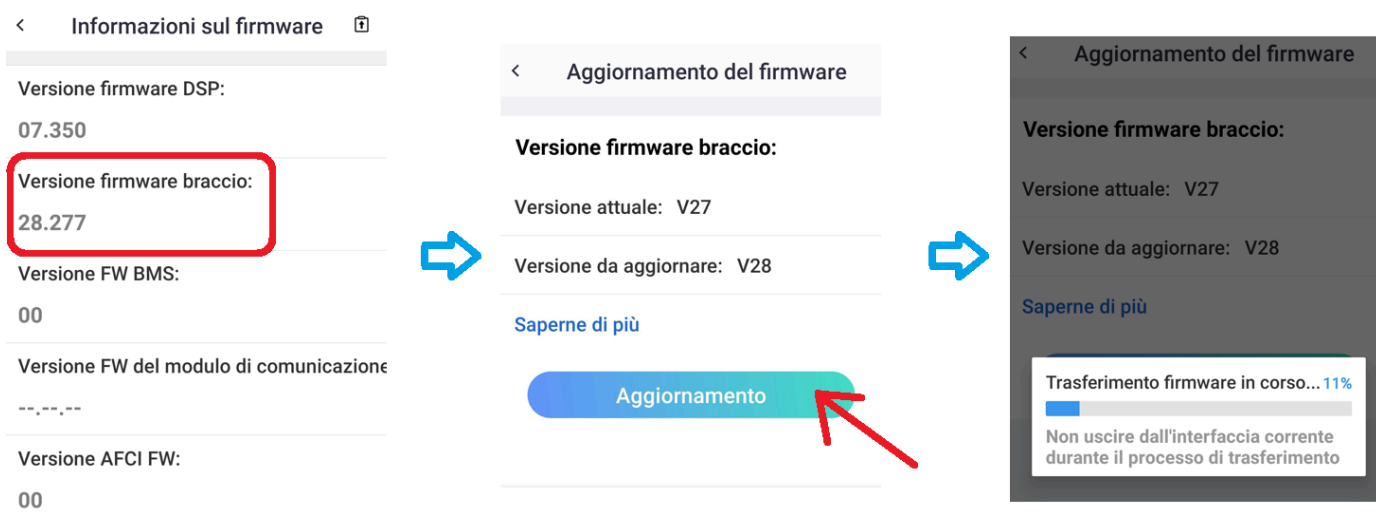 Informazioni sul firmware
Versione firmware DSP:
07.350
Versione firmware braccio:
28.277
Versione FW BMS:
00
Versione FW del modulo di comunicazione
--.--.--
Versione AFCI FW:
00
Aggiornamento del firmware
Versione firmware braccio:
Versione attuale: V27
Versione da aggiornare: V28
Saperne di più
Aggiornamento
Aggiornamento del firmware
Versione firmware braccio:
Versione attuale: V27
Versione da aggiornare: V28
Saperne di più
Trasferimento firmware in corso... 11%
Non uscire dall'interfaccia corrente
durante il processo di trasferimento